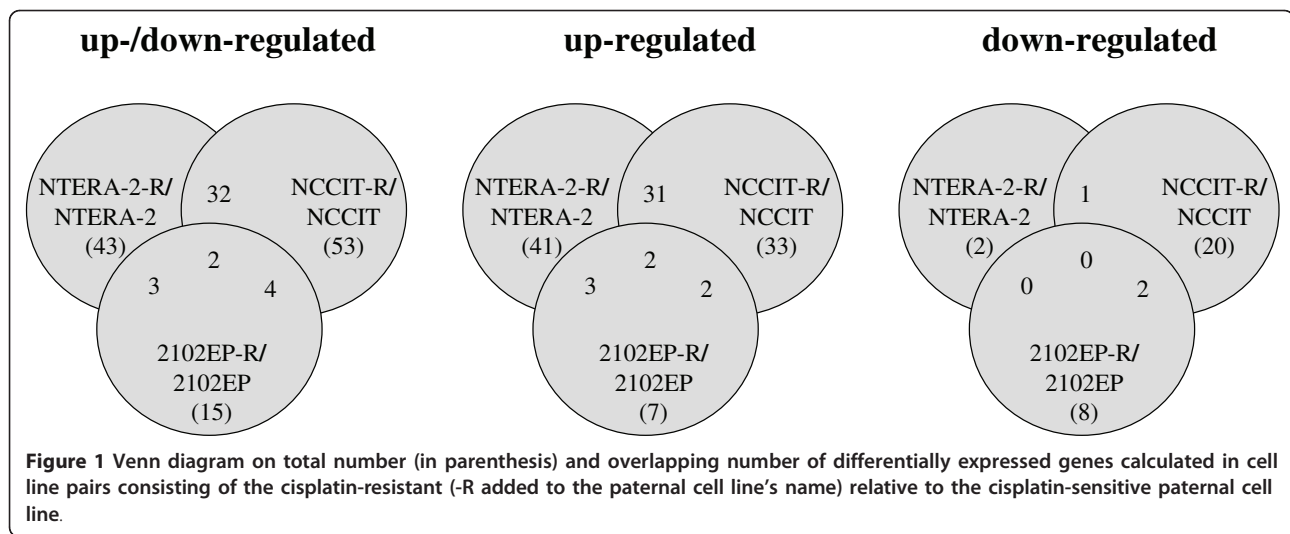 up-/down-regulated
NTERA-2-R/
NTERA-2
(43)
32
NCCIT-R/
NCCIT
(53)
2
3
4
2102EP-R/
2102EP
(15)
up-regulated
NTERA-2-R/
NTERA-2
(41)
31
NCCIT-R/
NCCIT
(33)
2
3
2
2102EP-R/
2102EP
(7)
down-regulated
NTERA-2-R/
NTERA-2
(2)
1
NCCIT-R/
NCCIT
(20)
0
0
2
2102EP-R/
2102EP
(8)
Figure 1 Venn diagram on total number (in parenthesis) and overlapping number of differentially expressed genes calculated in cell
line pairs consisting of the cisplatin-resistant (-R added to the paternal cell line's name) relative to the cisplatin-sensitive paternal cell
line.